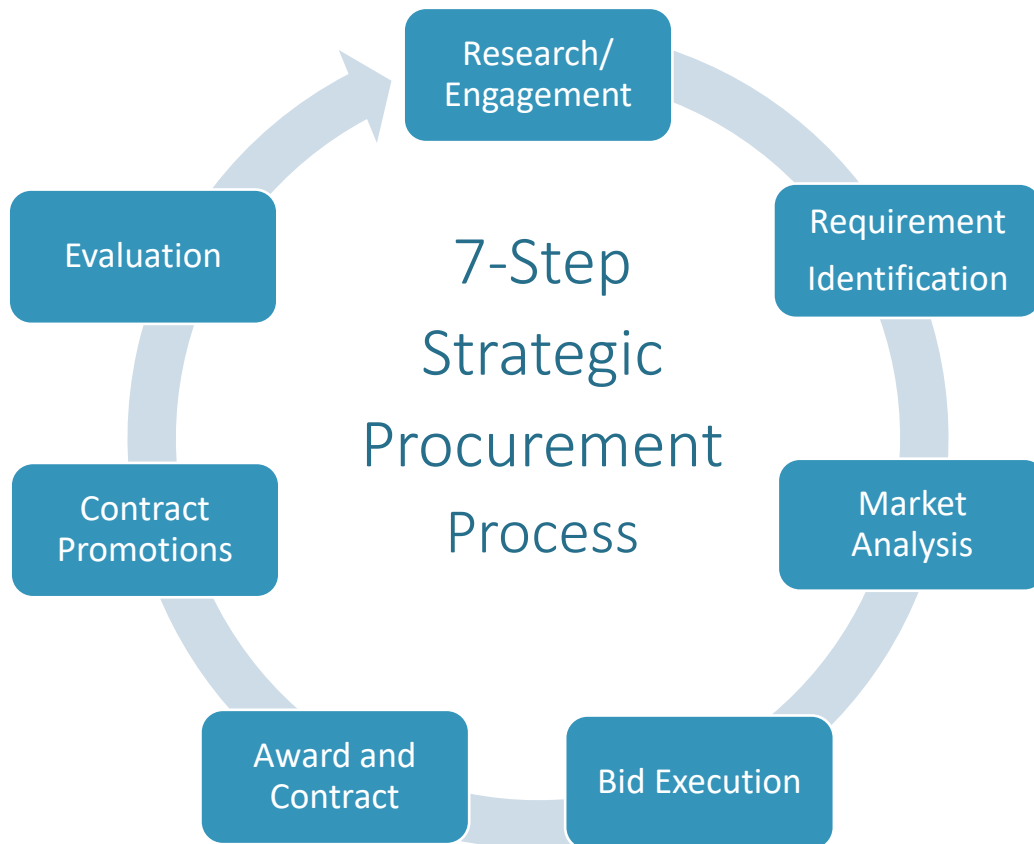 Research/
Engagement
Requirement
Identification
Market
Analysis
Bid Execution
Award and
Contract
Contract
Promotions
Evaluation
7-Step
Strategic
Procurement
Process